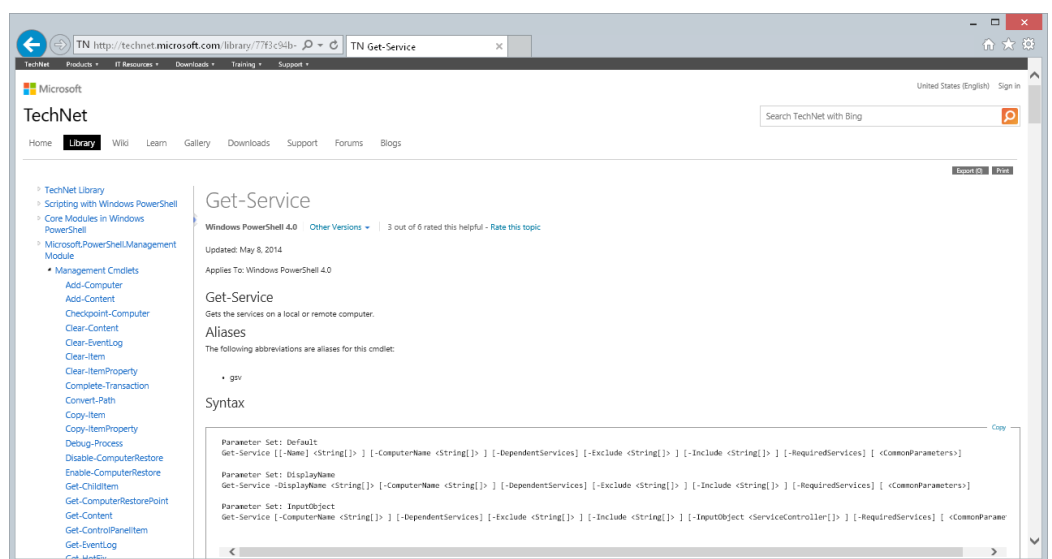 TN http://technet.microsoft.com/library/77f3c94b- TN Get-Service
TechNet Products IT Resources Downloads Training Support
Microsoft United States (English) Sign in
TechNet
Search TechNet with Bing
Home Library Wiki Learn Gallery Downloads Support Forums Blogs
Export (0) Print
TechNet Library
Scripting with Windows PowerShell
Core Modules in Windows
PowerShell
Microsoft.PowerShell.Management
Module
Management Cmdlets
Add-Computer
Add-Content
Checkpoint-Computer
Clear-Content
Clear-EventLog
Clear-Item
Clear-ItemProperty
Complete-Transaction
Convert-Path
Copy-Item
Copy-ItemProperty
Debug-Process
Disable-ComputerRestore
Enable-ComputerRestore
Get-ChildItem
Get-ComputerRestorePoint
Get-Content
Get-ControlPanelItem
Get-EventLog
Get-HotFix
Get-Service
Windows PowerShell 4.0 Other Versions 3 out of 6 rated this helpful - Rate this topic
Updated: May 8, 2014
Applies To: Windows PowerShell 4.0
Get-Service
Gets the services on a local or remote computer.
Aliases
The following abbreviations are aliases for this cmdlet:
• gsv
Syntax
Copy
Parameter Set: Default
Get-Service [[-Name] <String[]> ] [-ComputerName <String[]> ] [-DependentServices] [-Exclude <String[]> ] [-Include <String[]> ] [-RequiredServices] [ <CommonParameters>]
Parameter Set: DisplayName
Get-Service -DisplayName <String[]> [-ComputerName <String[]> ] [-DependentServices] [-Exclude <String[]> ] [-Include <String[]> ] [-RequiredServices] [ <CommonParameters>]
Parameter Set: InputObject
Get-Service [-ComputerName <String[]> ] [-DependentServices] [-Exclude <String[]> ] [-Include <String[]> ] [-InputObject <ServiceController[]> ] [-RequiredServices] [ <CommonParame